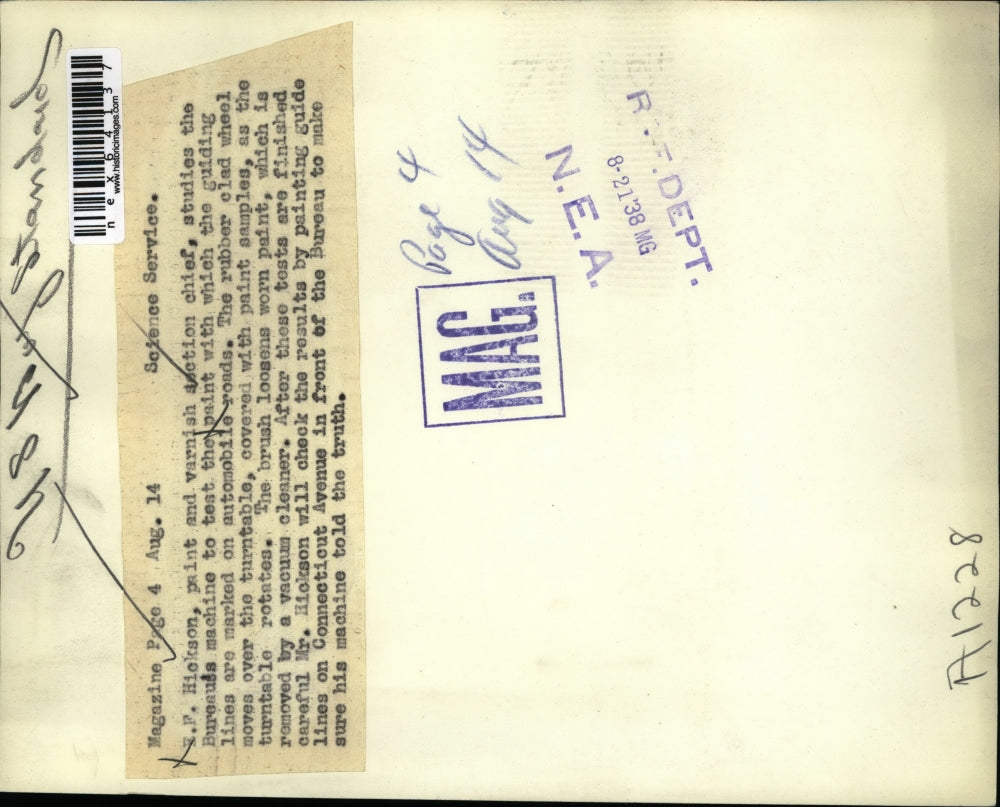 Magazine Page 4 Aug. 14 Science Service.
E.F. Hickson, paint and varnish section chief, studies the
Bureau's machine to test the paint with which the guiding
lines are marked on automobile roads. The rubber clad wheel
moves over the turntable, covered with paint samples, as the
turntable rotates. The brush loosens worn paint, which is
removed by a vacuum cleaner. After these tests are finished
careful Mr. Hickson will check the results by painting guide
lines on Connecticut Avenue in front of the Bureau to make
sure his machine told the truth.
nex64137
www.historicimages.com
Page 4
Aug 14
MAG.
N.E.A.
8-21'38 MG
R.F. DEPT.
A1228